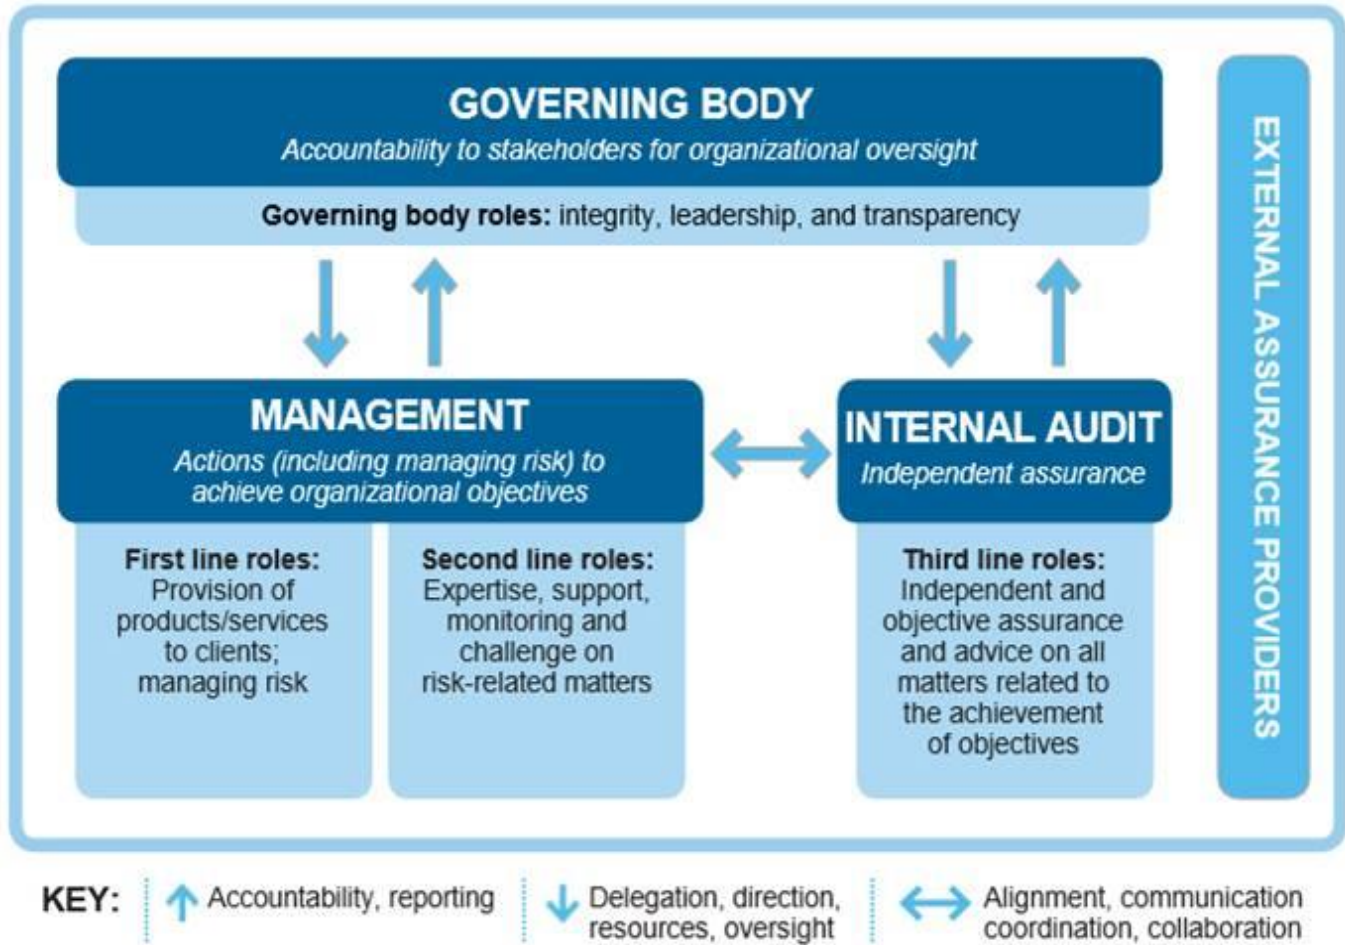 GOVERNING BODY
Accountability to stakeholders for organizational oversight
Governing body roles: integrity, leadership, and transparency
MANAGEMENT
Actions (including managing risk) to
achieve organizational objectives
First line roles:
Provision of
products/services
to clients;
managing risk
Second line roles:
Expertise, support,
monitoring and
challenge on
risk-related matters
INTERNAL AUDIT
Independent assurance
Third line roles:
Independent and
objective assurance
and advice on all
matters related to
the achievement
of objectives
EXTERNAL ASSURANCE PROVIDERS
KEY:
Accountability, reporting
Delegation, direction,
resources, oversight
Alignment, communication
coordination, collaboration